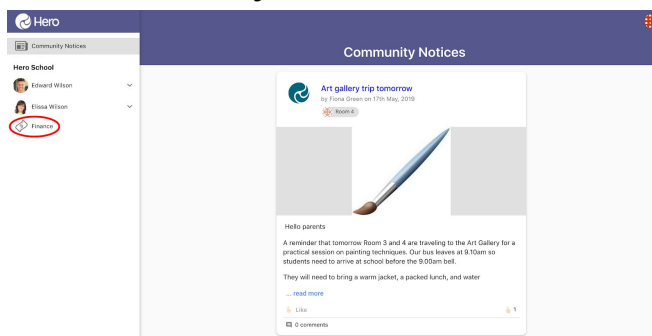 Hero
Community Notices
Hero School
Edward Wilson
Elissa Wilson
Finance
Community Notices
Art gallery trip tomorrow
by Fiona Green on 17th May, 2019
Room 4
Hello parents
A reminder that tomorrow Room 3 and 4 are traveling to the Art Gallery for a
practical session on painting techniques. Our bus leaves at 9.10am so
students need to arrive at school before the 9.00am bell.
They will need to bring a warm jacket, a packed lunch, and water
... read more
Like 1
0 comments